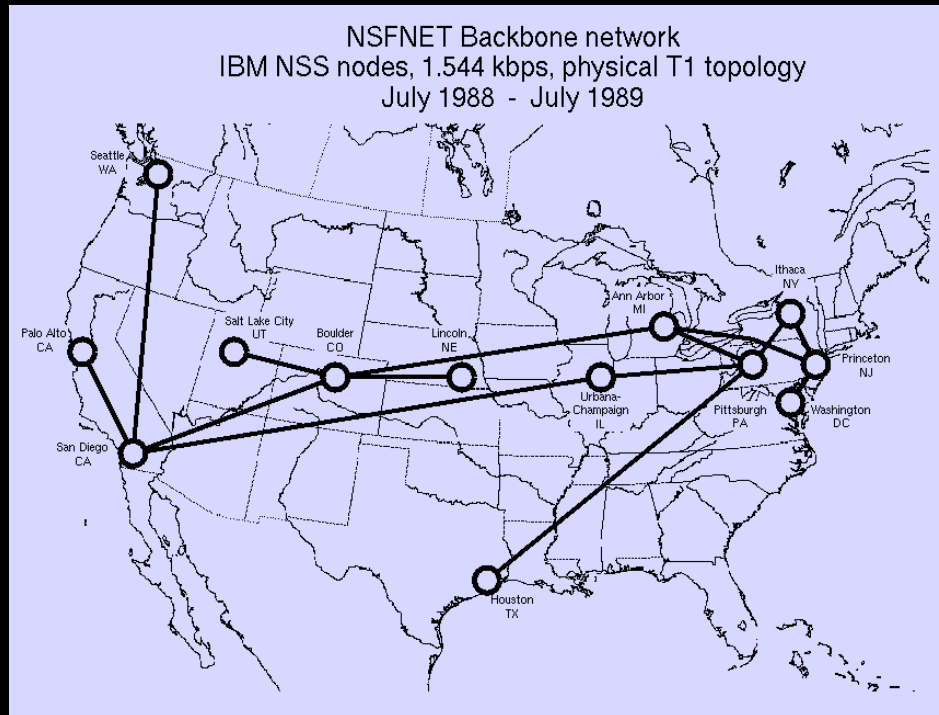 NSFNET Backbone network
IBM NSS nodes, 1.544 kbps, physical T1 topology
July 1988 - July 1989
Seattle
WA
Ithaca
NY
Ann Arbor
MI
Palo Alto
CA
Salt Lake City
UT
Boulder
CO
Lincoln
NE
Princeton
NJ
Urbana-
Champaign
IL
Pittsburgh
PA
Washington
DC
San Diego
CA
Houston
TX